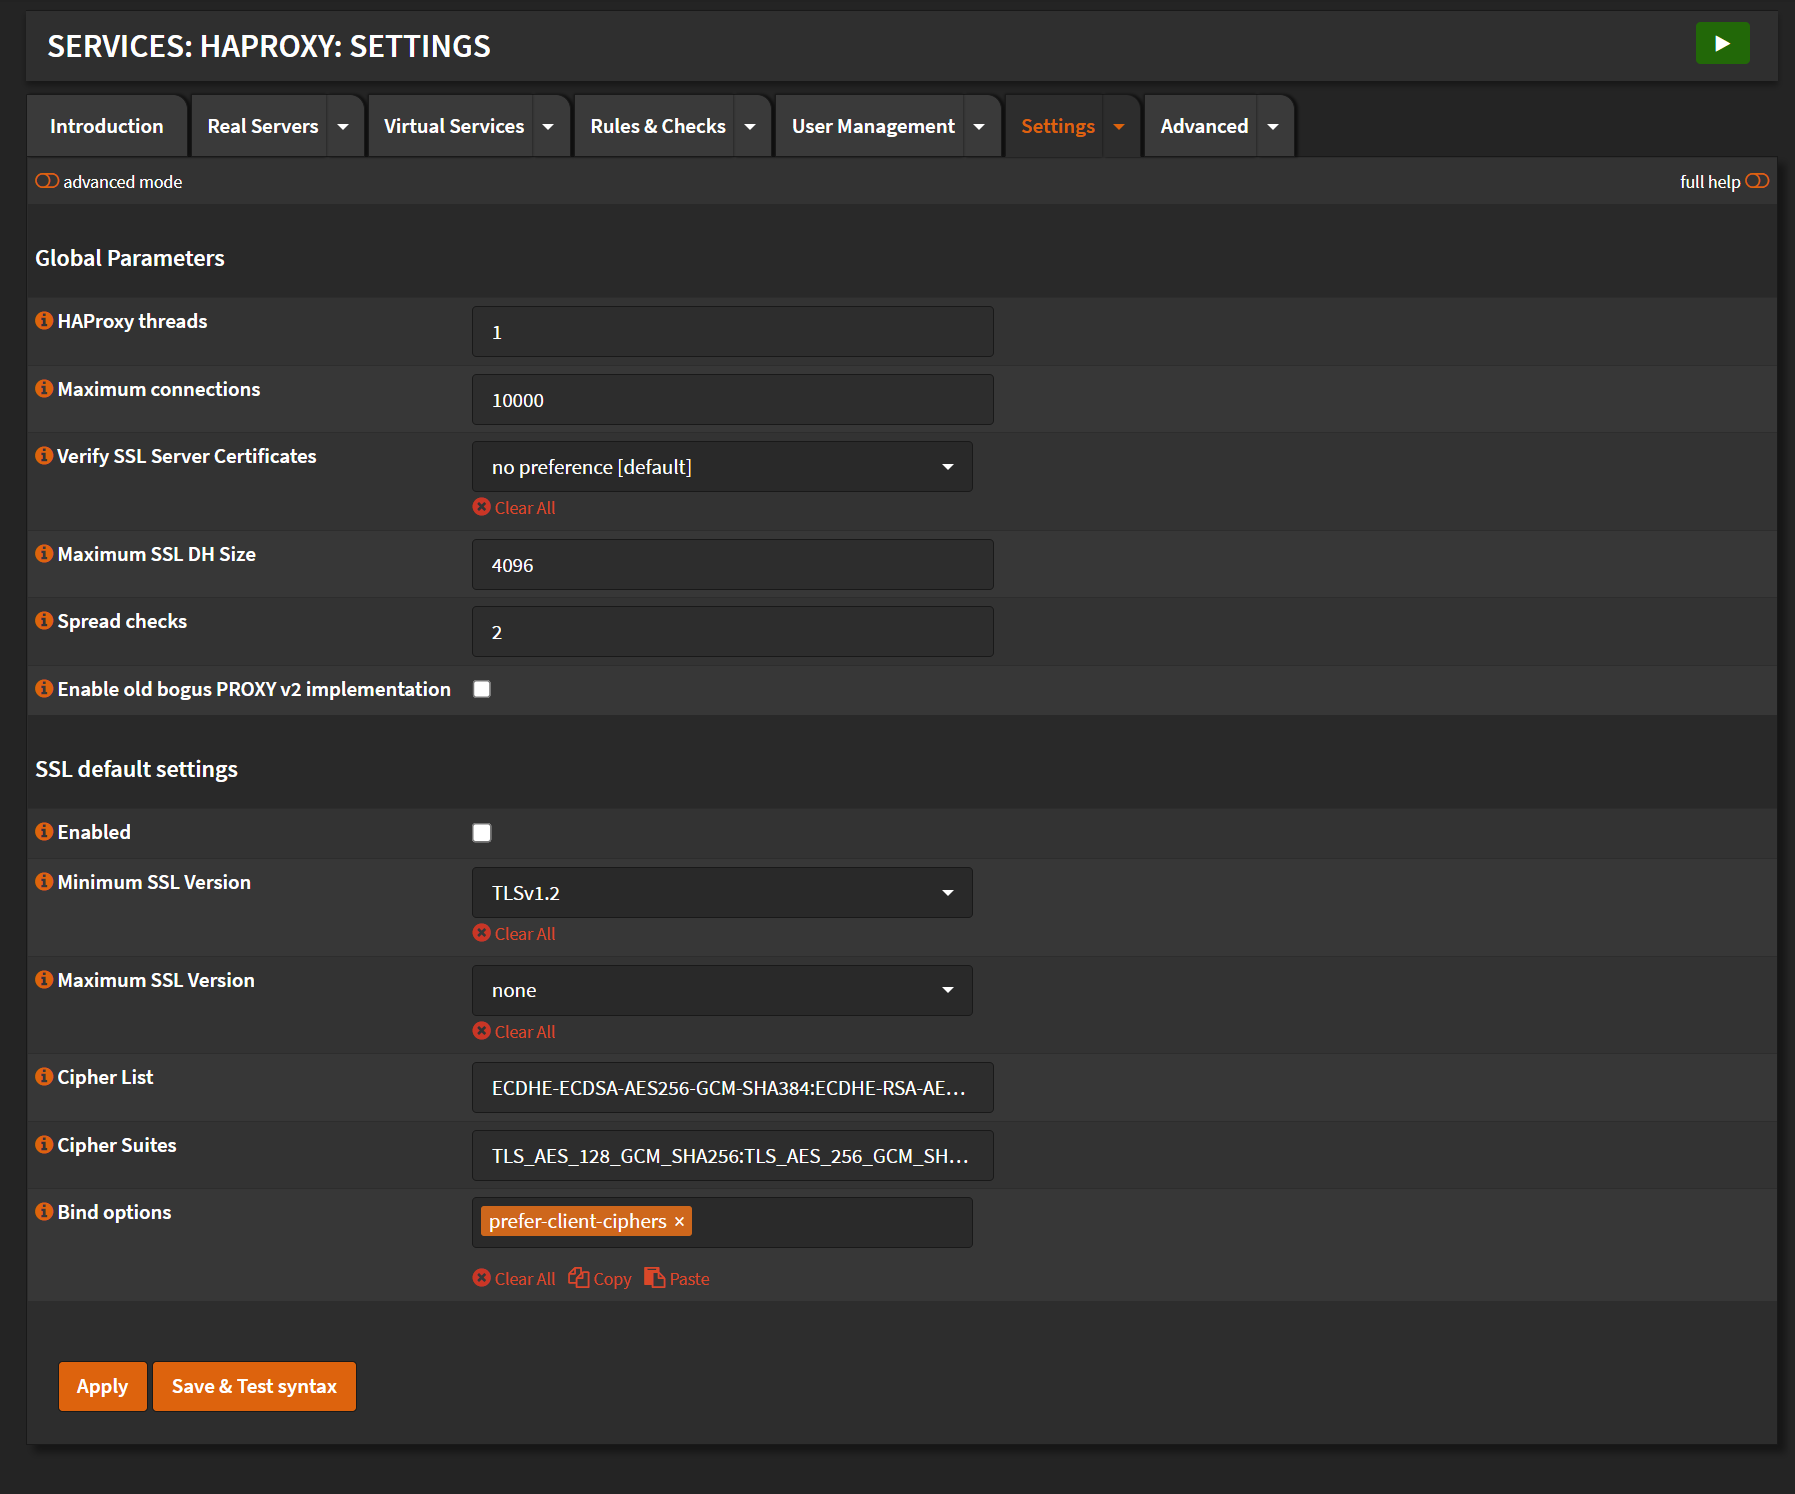 SERVICES: HAPROXY: SETTINGS
Introduction
Real Servers
Virtual Services
Rules & Checks
User Management
Settings
Advanced
advanced mode
full help
Global Parameters
HAProxy threads
1
Maximum connections
10000
Verify SSL Server Certificates
no preference [default]
Clear All
Maximum SSL DH Size
4096
Spread checks
2
Enable old bogus PROXY v2 implementation
SSL default settings
Enabled
Minimum SSL Version
TLSv1.2
Clear All
Maximum SSL Version
none
Clear All
Cipher List
ECDHE-ECDSA-AES256-GCM-SHA384:ECDHE-RSA-AE...
Cipher Suites
TLS_AES_128_GCM_SHA256:TLS_AES_256_GCM_SH...
Bind options
prefer-client-ciphers ×
Clear All Copy Paste
Apply
Save & Test syntax